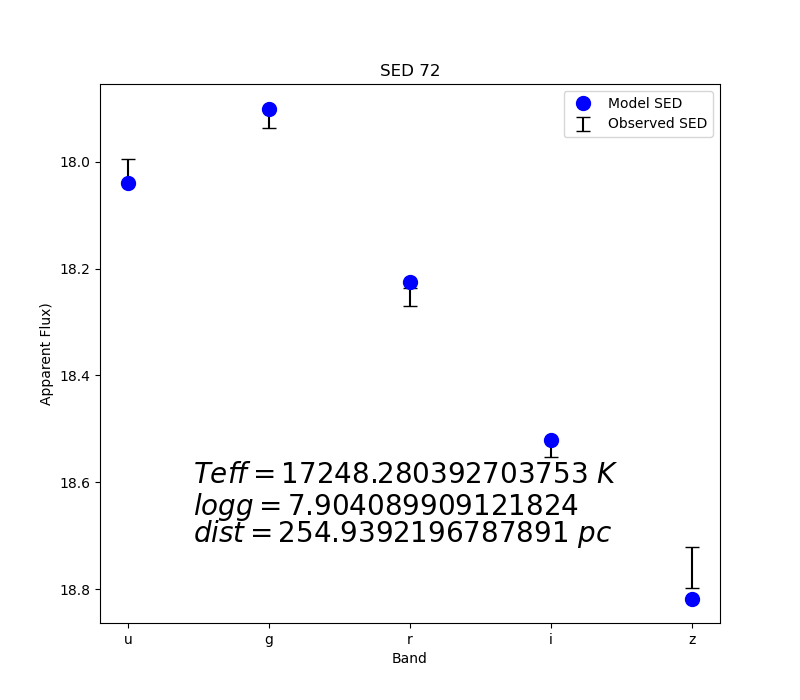 SED 72
Model SED
Observed SED
18.0
18.2
18.4
18.6
18.8
Apparent Flux)
Teff = 17248.280392703753 K
logg = 7.904089909121824
dist = 254.9392196787891 pc
u g r i z
Band